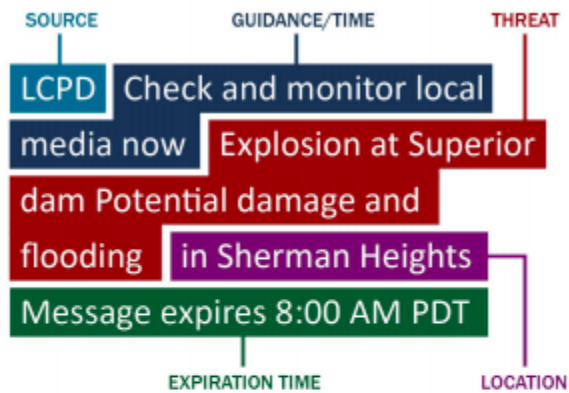 SOURCE GUIDANCE/TIME THREAT
LCPD Check and monitor local
media now Explosion at Superior
dam Potential damage and
flooding in Sherman Heights
Message expires 8:00 AM PDT
EXPIRATION TIME LOCATION